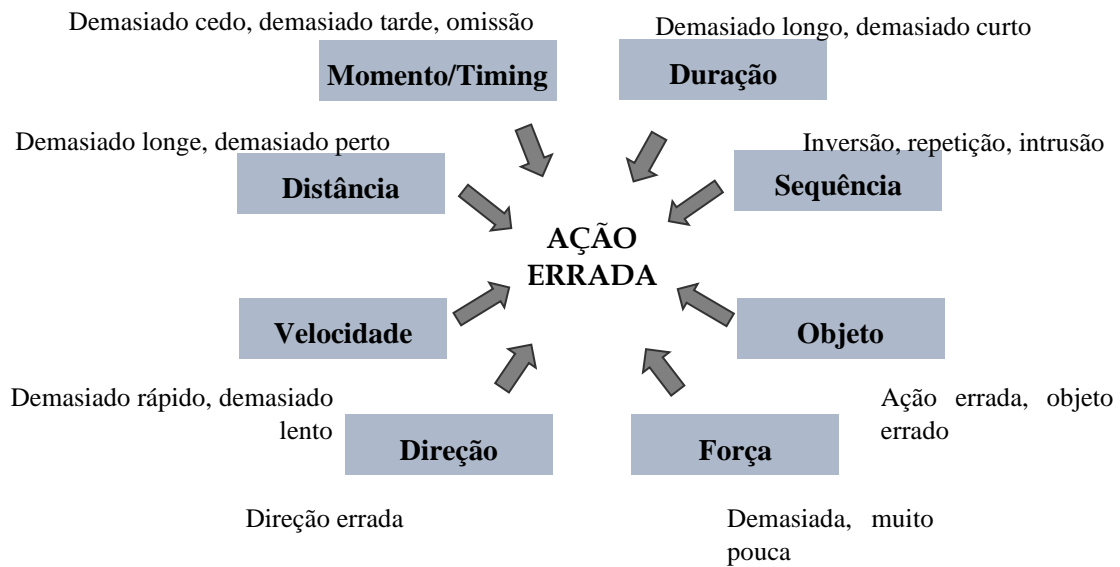 Demasiado cedo, demasiado tarde, omissão
Demasiado longo, demasiado curto
Momento/Timing
Duração
Demasiado longe, demasiado perto
Inversão, repetição, intrusão
Distância
Sequência
AÇÃO
ERRADA
Velocidade
Objeto
Demasiado rápido, demasiado
lento
Ação errada, objeto
errado
Direção
Força
Direção errada
Demasiada, muito
pouca